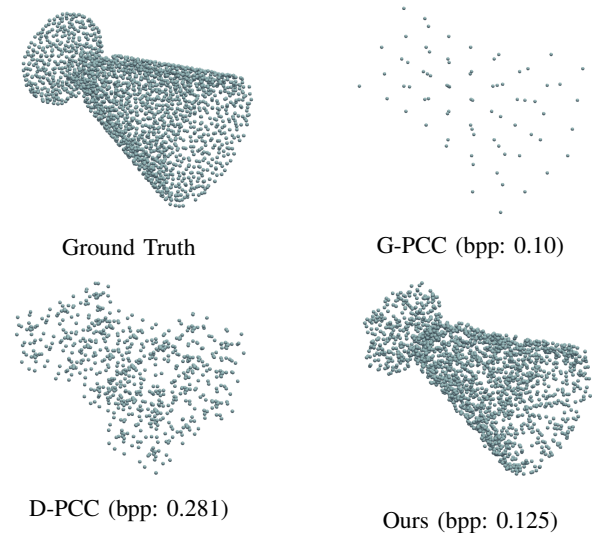 Ground Truth
G-PCC (bpp: 0.10)
D-PCC (bpp: 0.281)
Ours (bpp: 0.125)